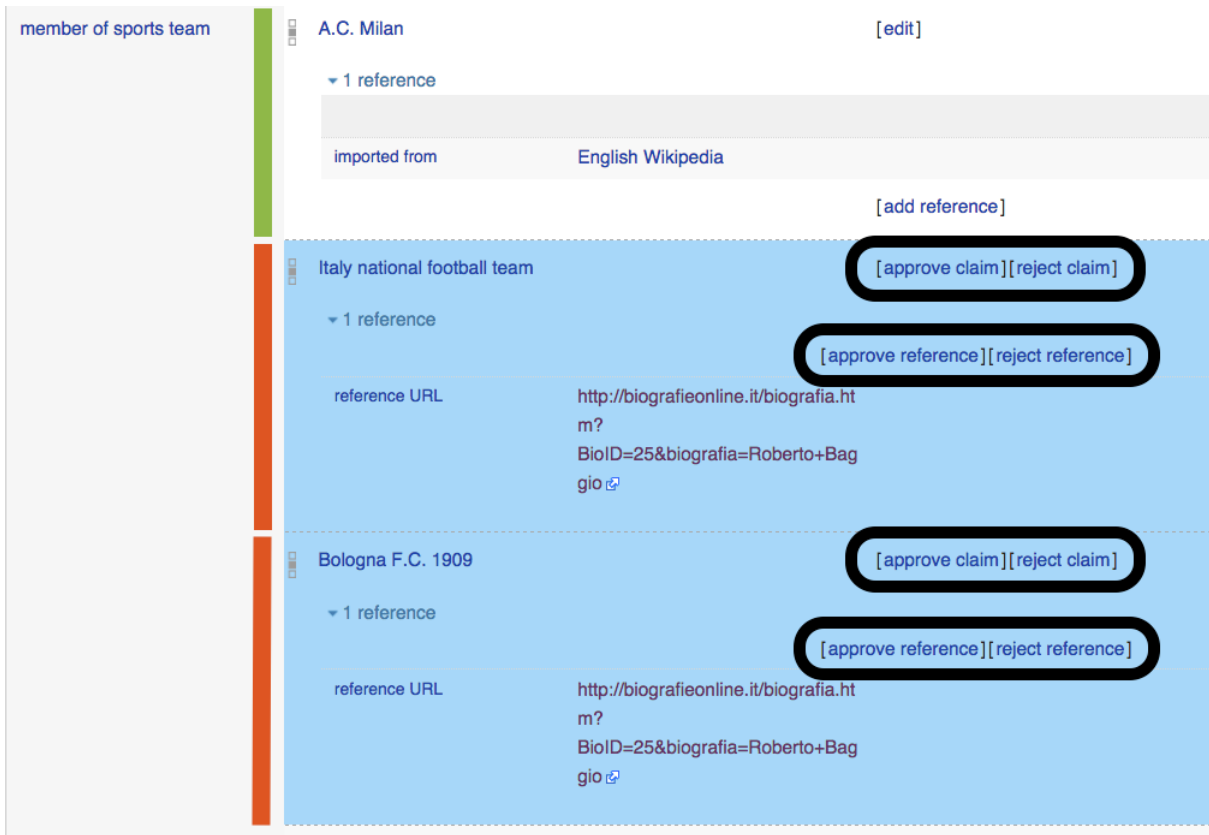 member of sports team
A.C. Milan
[edit]
1 reference
imported from
English Wikipedia
[add reference]
Italy national football team
[approve claim][reject claim]
1 reference
[approve reference][reject reference]
reference URL
http://biografieonline.it/biografia.ht
m?
BioID=25&biografia=Roberto+Bag
gio
Bologna F.C. 1909
[approve claim][reject claim]
1 reference
[approve reference][reject reference]
reference URL
http://biografieonline.it/biografia.ht
m?
BioID=25&biografia=Roberto+Bag
gio